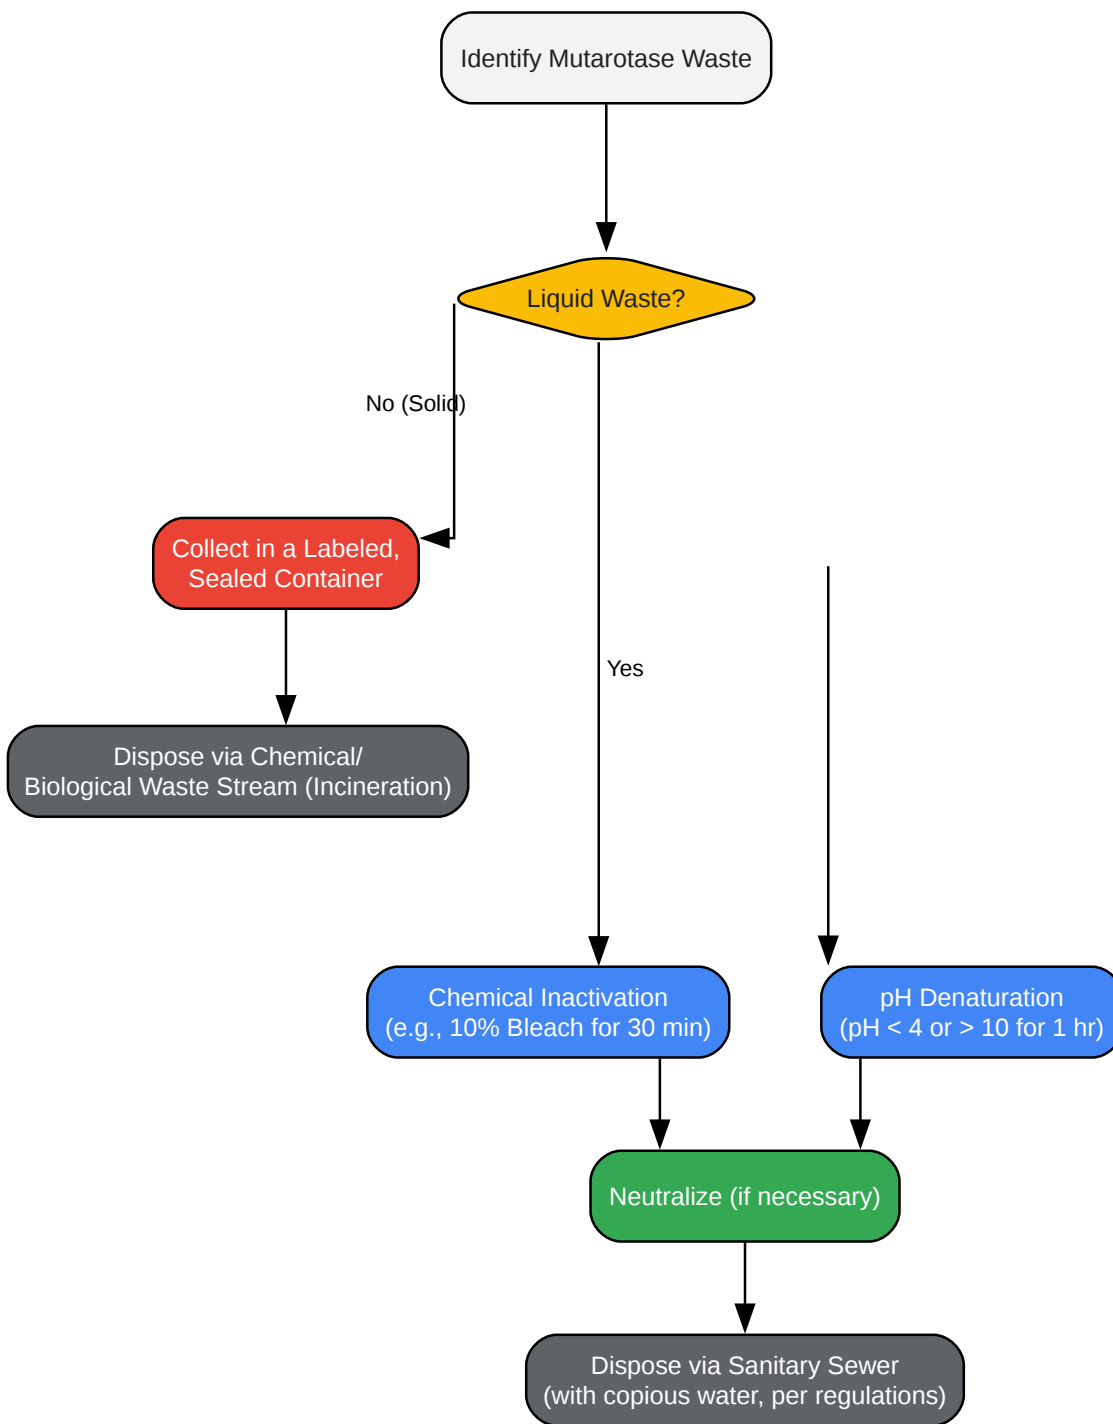 Identify Mutarotase Waste
Liquid Waste?
No (Solid)
Collect in a Labeled,
Sealed Container
Yes
Dispose via Chemical/
Biological Waste Stream (Incineration)
Chemical Inactivation
(e.g., 10% Bleach for 30 min)
pH Denaturation
(pH < 4 or > 10 for 1 hr)
Neutralize (if necessary)
Dispose via Sanitary Sewer
(with copious water, per regulations)